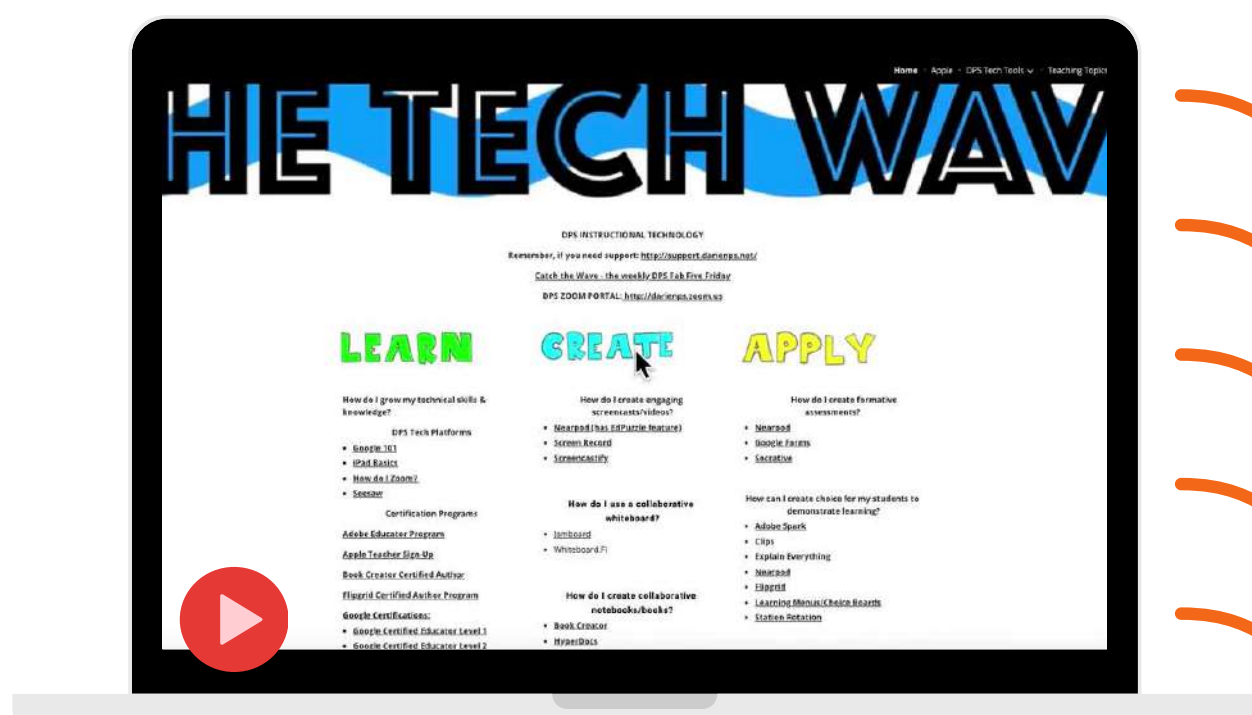 Home Apple DPS Tech Tools Teaching Topics
HE TECH WAV
DPS INSTRUCTIONAL TECHNOLOGY
Remember, if you need support: http://support.darienps.net/
Catch the Wave - the weekly DPS Fab Five Friday
DPS ZOOM PORTAL: http://darienps.zoom.us
LEARN
How do I grow my technical skills &
knowledge?
DPS Tech Platforms
• Google 101
• iPad Basics
• How do I Zoom?
• Seesaw
Certification Programs
Adobe Educator Program
Apple Teacher Sign-Up
Book Creator Certified Author
Flipgrid Certified Author Program
Google Certifications:
• Google Certified Educator Level 1
• Google Certified Educator Level 2
CREATE
How do I create engaging
screencasts/videos?
• Nearpod (has EdPuzzle feature)
• Screen Record
• Screencastify
How do I use a collaborative
whiteboard?
• Jamboard
• Whiteboard.Fi
How do I create collaborative
notebooks/books?
• Book Creator
• HyperDocs
APPLY
How do I create formative
assessments?
• Nearpod
• Google Forms
• Socrative
How can I create choice for my students to
demonstrate learning?
• Adobe Spark
• Clips
• Explain Everything
• Nearpod
• Flipgrid
• Learning Menus/Choice Boards
• Station Rotation